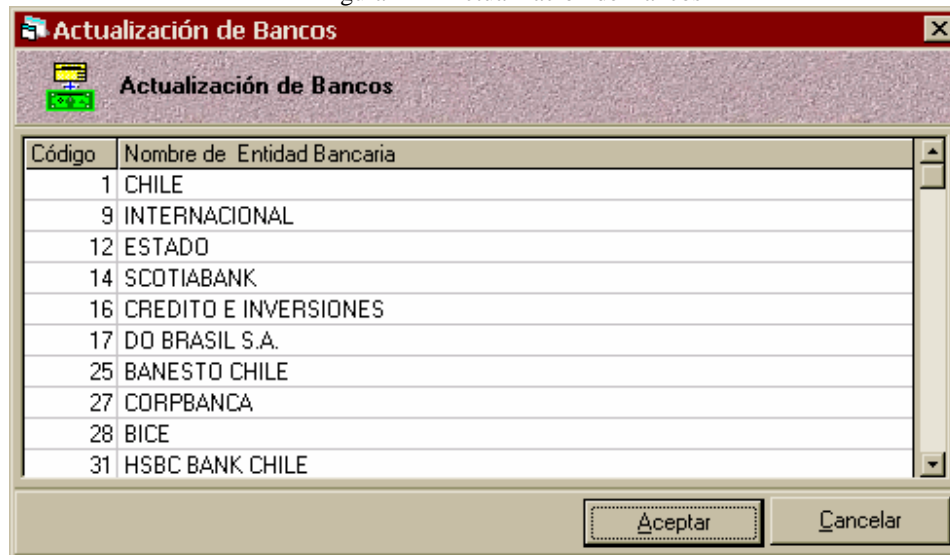 Actualización de Bancos
Actualización de Bancos
Código Nombre de Entidad Bancaria
1 CHILE
9 INTERNACIONAL
12 ESTADO
14 SCOTIABANK
16 CREDITO E INVERSIONES
17 DO BRASIL S.A.
25 BANESTO CHILE
27 CORPBANCA
28 BICE
31 HSBC BANK CHILE
Aceptar Cancelar